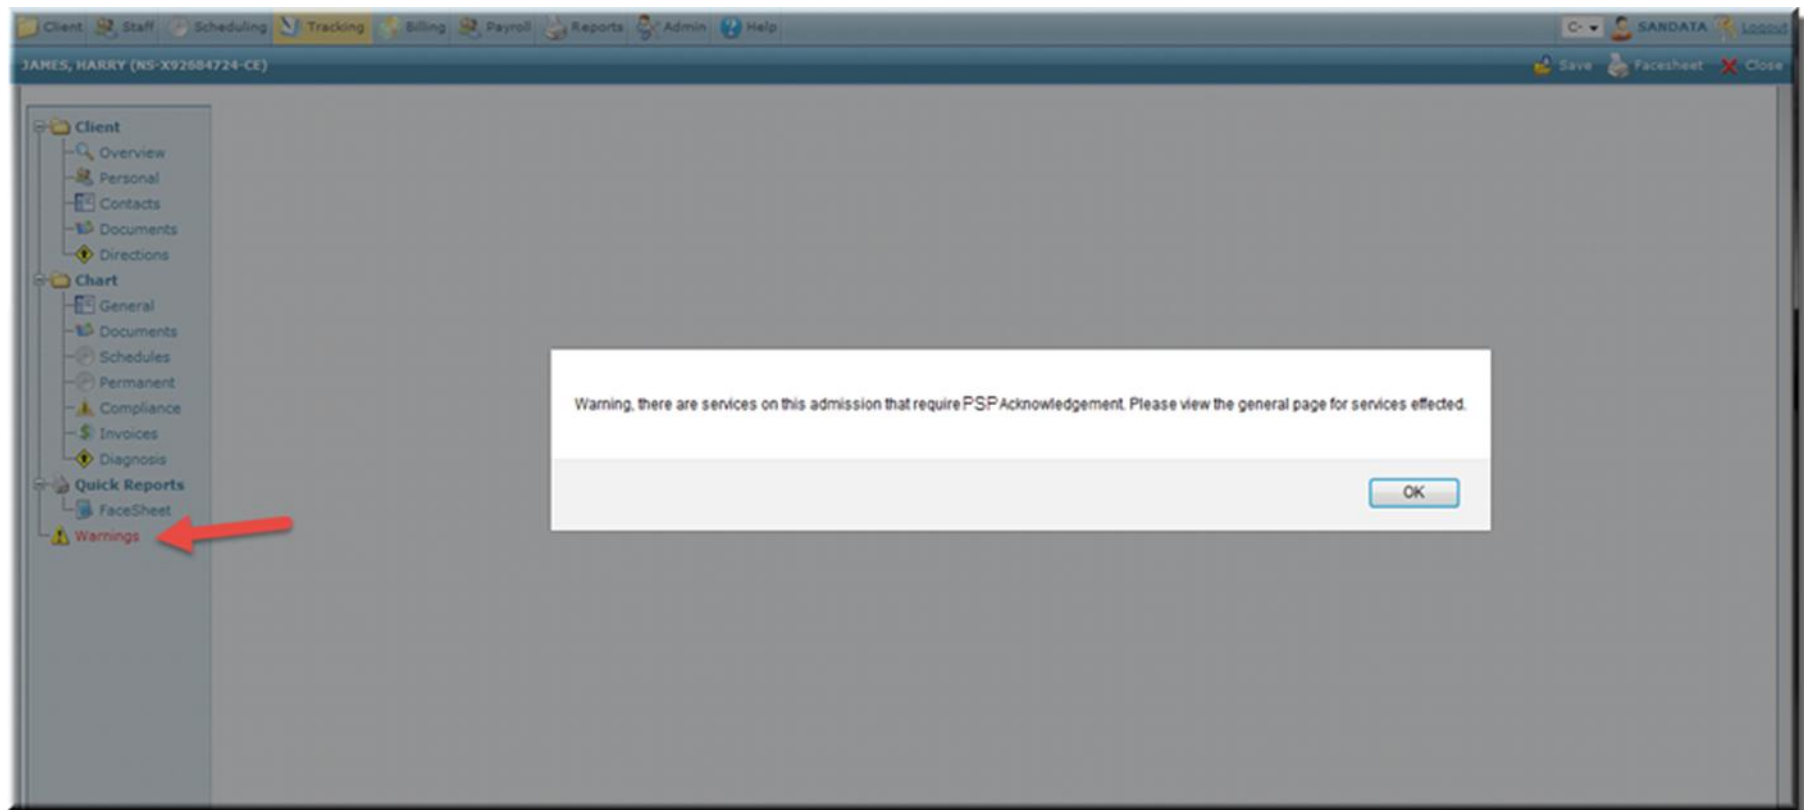 Client Staff Scheduling Tracking Billing Payroll Reports Admin Help C- SANDATA Logout
JAMES, HARRY (NS-X92684724-CE) Save Facesheet Close
Client
Overview
Personal
Contacts
Documents
Directions
Chart
General
Documents
Schedules
Permanent
Compliance
Invoices
Diagnosis
Quick Reports
FaceSheet
Warnings
Warning, there are services on this admission that require PSP Acknowledgement. Please view the general page for services effected.
OK